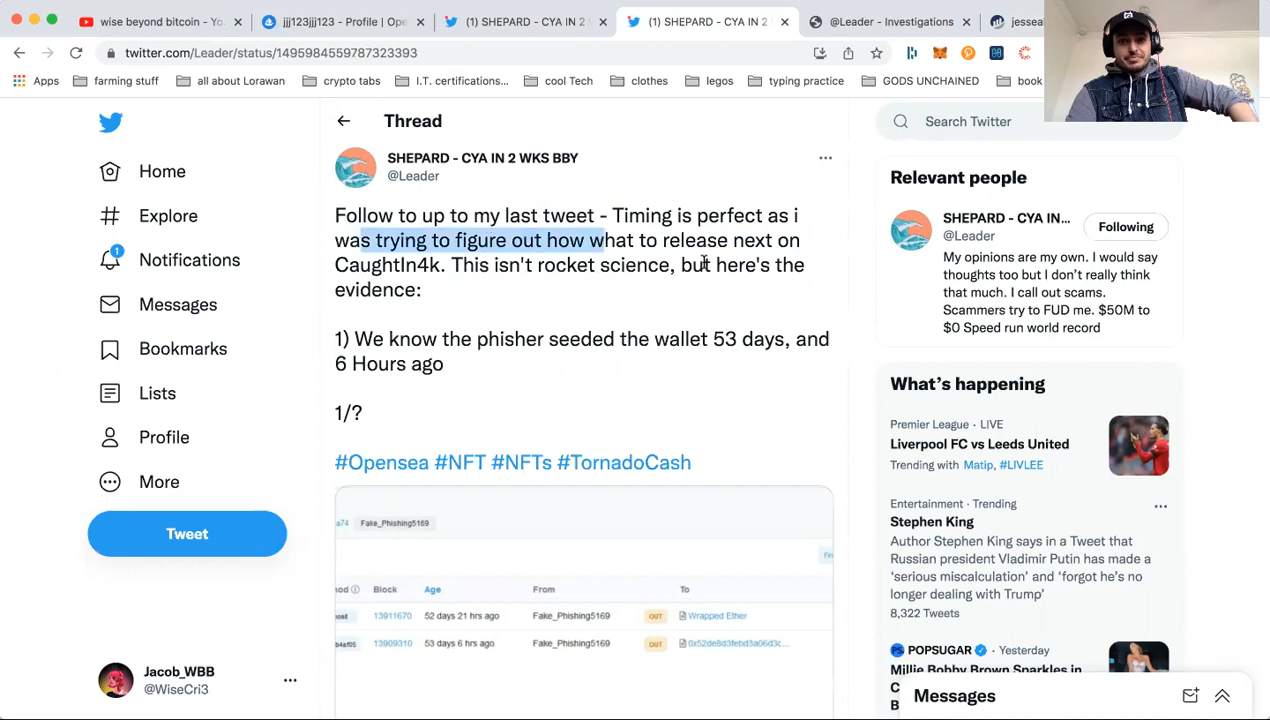 wise beyond bitcoin - Yo
jjj123jjj123 - Profile | Ope
(1) SHEPARD - CYA IN 2 W
(1) SHEPARD - CYA IN 2
@Leader - Investigations
jesseal
twitter.com/Leader/status/1495984559787323393
Apps
farming stuff
all about Lorawan
crypto tabs
I.T. certifications...
cool Tech
clothes
legos
typing practice
GODS UNCHAINED
book
Home
Explore
1
Notifications
Messages
Bookmarks
Lists
Profile
More
Tweet
Jacob_WBB
@WiseCri3
Thread
SHEPARD - CYA IN 2 WKS BBY
@Leader
Follow to up to my last tweet - Timing is perfect as i
was trying to figure out how what to release next on
CaughtIn4k. This isn't rocket science, but here's the
evidence:
1) We know the phisher seeded the wallet 53 days, and
6 Hours ago
1/?
#Opensea #NFT #NFTs #TornadoCash
a74 Fake_Phishing5169
Block Age From To
13911670 52 days 21 hrs ago Fake_Phishing5169 OUT Wrapped Ether
13909310 53 days 6 hrs ago Fake_Phishing5169 OUT 0x52de8d3febd3a06d3c...
Search Twitter
Relevant people
SHEPARD - CYA IN...
@Leader
Following
My opinions are my own. I would say
thoughts too but I don't really think
that much. I call out scams.
Scammers try to FUD me. $50M to
$0 Speed run world record
What's happening
Premier League · LIVE
Liverpool FC vs Leeds United
Trending with Matip, #LIVLEE
Entertainment · Trending
Stephen King
Author Stephen King says in a Tweet that
Russian president Vladimir Putin has made a
'serious miscalculation' and 'forgot he's no
longer dealing with Trump'
8,322 Tweets
POPSUGAR · Yesterday
Millie Bobby Brown Sparkles in
Messages